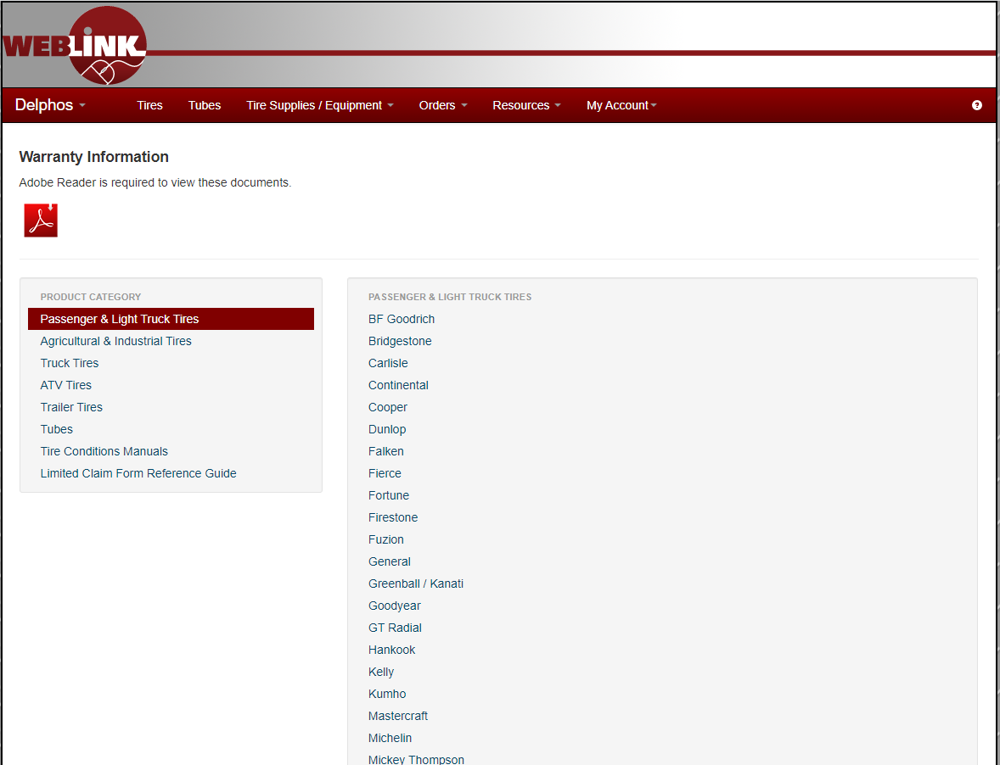 WEBLINK
Delphos Tires Tubes Tire Supplies / Equipment Orders Resources My Account ?
Warranty Information
Adobe Reader is required to view these documents.
PRODUCT CATEGORY
Passenger & Light Truck Tires
Agricultural & Industrial Tires
Truck Tires
ATV Tires
Trailer Tires
Tubes
Tire Conditions Manuals
Limited Claim Form Reference Guide
PASSENGER & LIGHT TRUCK TIRES
BF Goodrich
Bridgestone
Carlisle
Continental
Cooper
Dunlop
Falken
Fierce
Fortune
Firestone
Fuzion
General
Greenball / Kanati
Goodyear
GT Radial
Hankook
Kelly
Kumho
Mastercraft
Michelin
Mickey Thompson